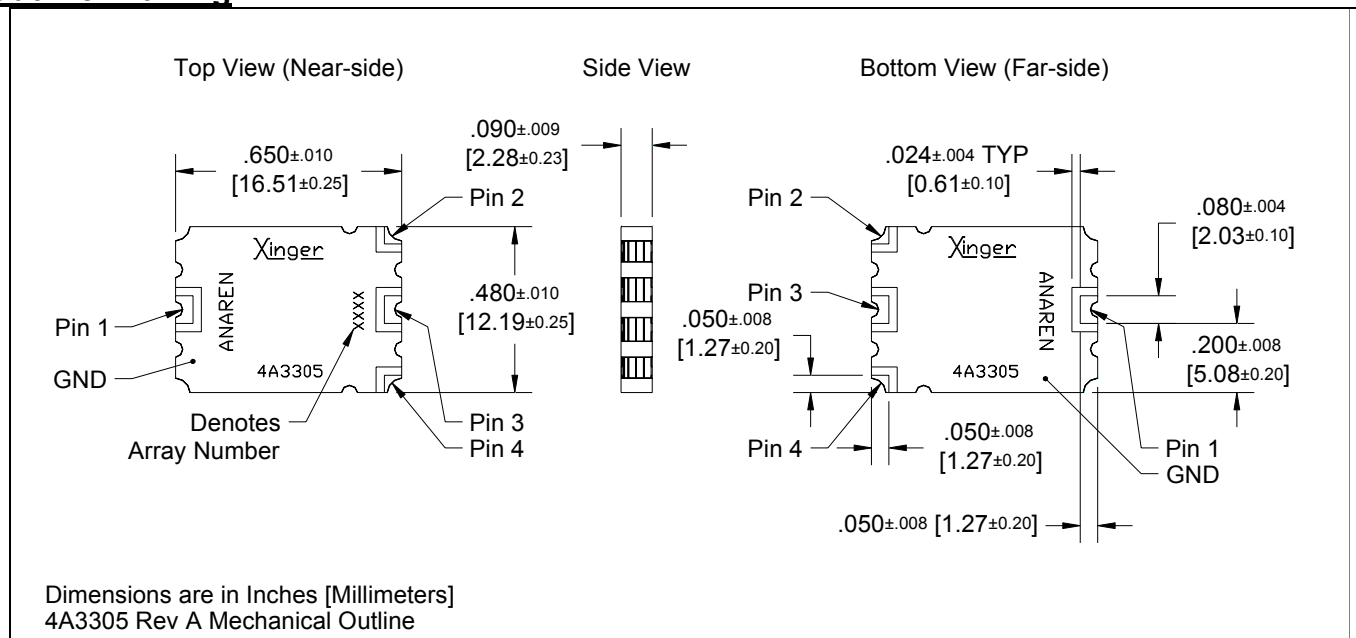 Top View (Near-side)
Side View
Bottom View (Far-side)
.650±.010
[16.51±0.25]
.090±.009
[2.28±0.23]
Pin 2
Xinger
ANAREN
XXXX
4A3305
.480±.010
[12.19±0.25]
Pin 1
GND
Denotes
Array Number
Pin 3
Pin 4
.024±.004 TYP
[0.61±0.10]
Pin 2
.080±.004
[2.03±0.10]
Xinger
ANAREN
4A3305
Pin 3
.050±.008
[1.27±0.20]
.200±.008
[5.08±0.20]
Pin 4
.050±.008
[1.27±0.20]
Pin 1
GND
.050±.008 [1.27±0.20]
Dimensions are in Inches [Millimeters]
4A3305 Rev A Mechanical Outline